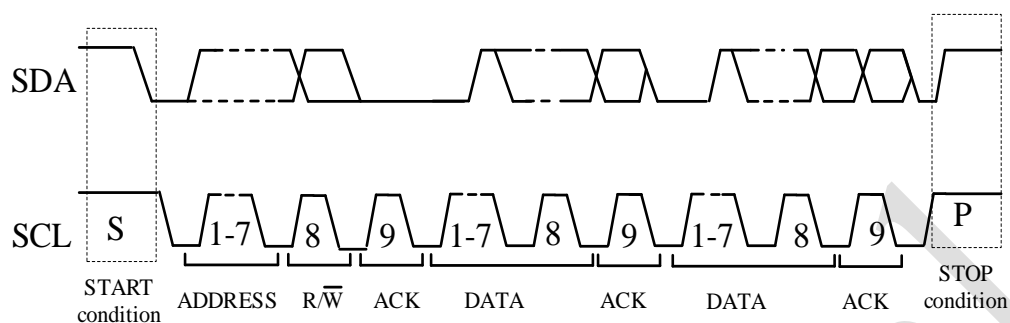 SDA
SCL
S
1-7
8
9
1-7
8
9
1-7
8
9
P
START
condition
ADDRESS
R/W̅
ACK
DATA
ACK
DATA
ACK
STOP
condition